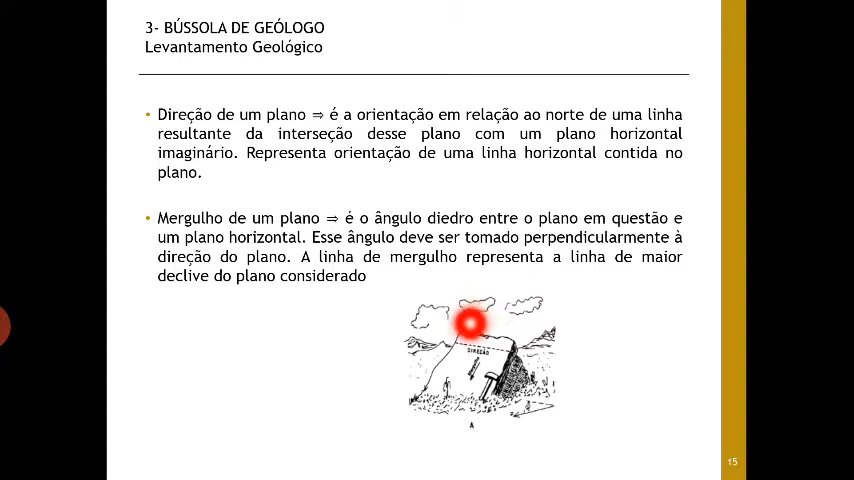 3- BÚSSOLA DE GEÓLOGO
Levantamento Geológico
• Direção de um plano ⇒ é a orientação em relação ao norte de uma linha
resultante da interseção desse plano com um plano horizontal
imaginário. Representa orientação de uma linha horizontal contida no
plano.
• Mergulho de um plano ⇒ é o ângulo diedro entre o plano em questão e
um plano horizontal. Esse ângulo deve ser tomado perpendicularmente à
direção do plano. A linha de mergulho representa a linha de maior
declive do plano considerado
DIREÇÃO
A
15